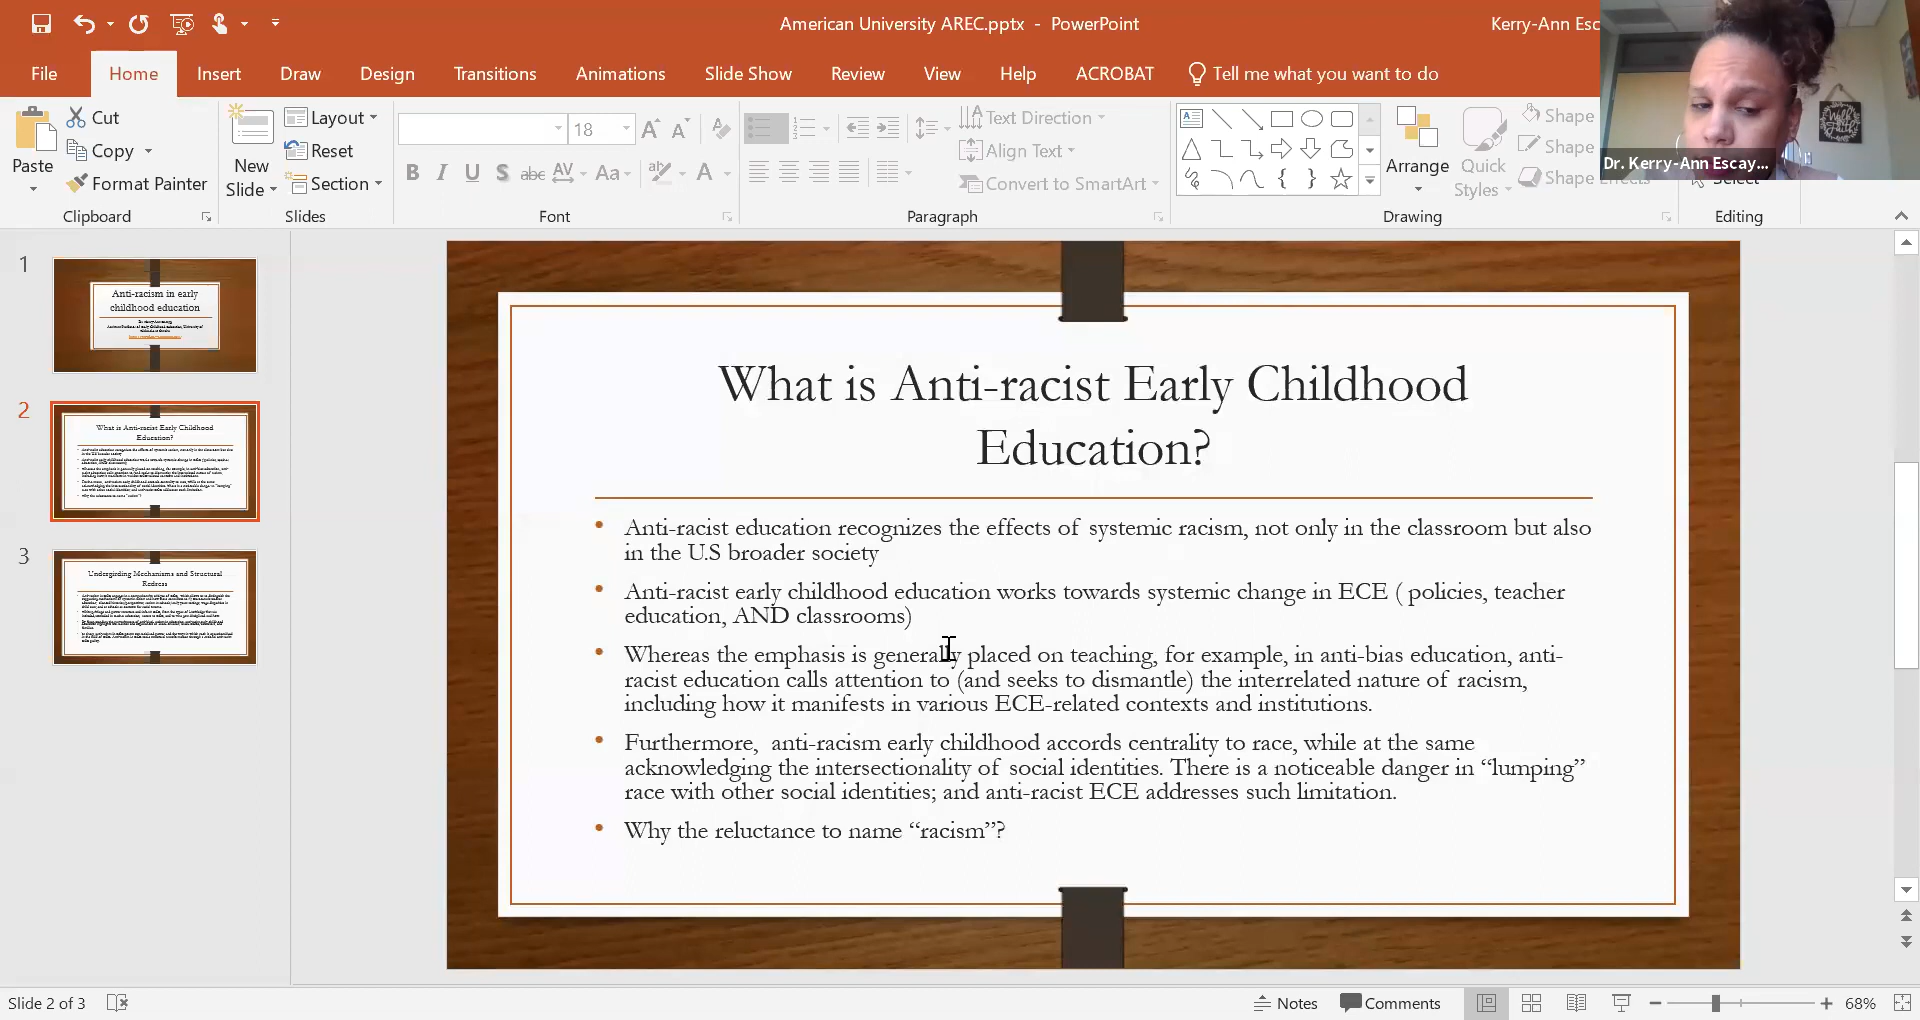 American University AREC.pptx - PowerPoint
Kerry-Ann Esc
File Home Insert Draw Design Transitions Animations Slide Show Review View Help ACROBAT Tell me what you want to do
Paste
Cut
Copy
Format Painter
Clipboard
New
Slide
Layout
Reset
Section
Slides
18
B I U S abc AV Aa A
Font
Text Direction
Align Text
Convert to SmartArt
Paragraph
Arrange
Quick
Styles
Shape
Shape
Shape Effects
Drawing
Select
Editing
Dr. Kerry-Ann Escay...
1
Anti-racism in early
childhood education
2
What is Anti-racist Early Childhood
Education?
3
Undergirding Mechanisms and Structural
Redress
What is Anti-racist Early Childhood
Education?
• Anti-racist education recognizes the effects of systemic racism, not only in the classroom but also
in the U.S broader society
• Anti-racist early childhood education works towards systemic change in ECE ( policies, teacher
education, AND classrooms)
• Whereas the emphasis is generally placed on teaching, for example, in anti-bias education, anti-
racist education calls attention to (and seeks to dismantle) the interrelated nature of racism,
including how it manifests in various ECE-related contexts and institutions.
• Furthermore, anti-racism early childhood accords centrality to race, while at the same
acknowledging the intersectionality of social identities. There is a noticeable danger in “lumping”
race with other social identities; and anti-racist ECE addresses such limitation.
• Why the reluctance to name “racism”?
Slide 2 of 3
Notes
Comments
68%